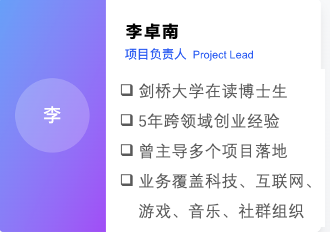 李卓南
项目负责人 Project Lead
李
剑桥大学在读博士生
5年跨领域创业经验
曾主导多个项目落地
业务覆盖科技、互联网、
游戏、音乐、社群组织